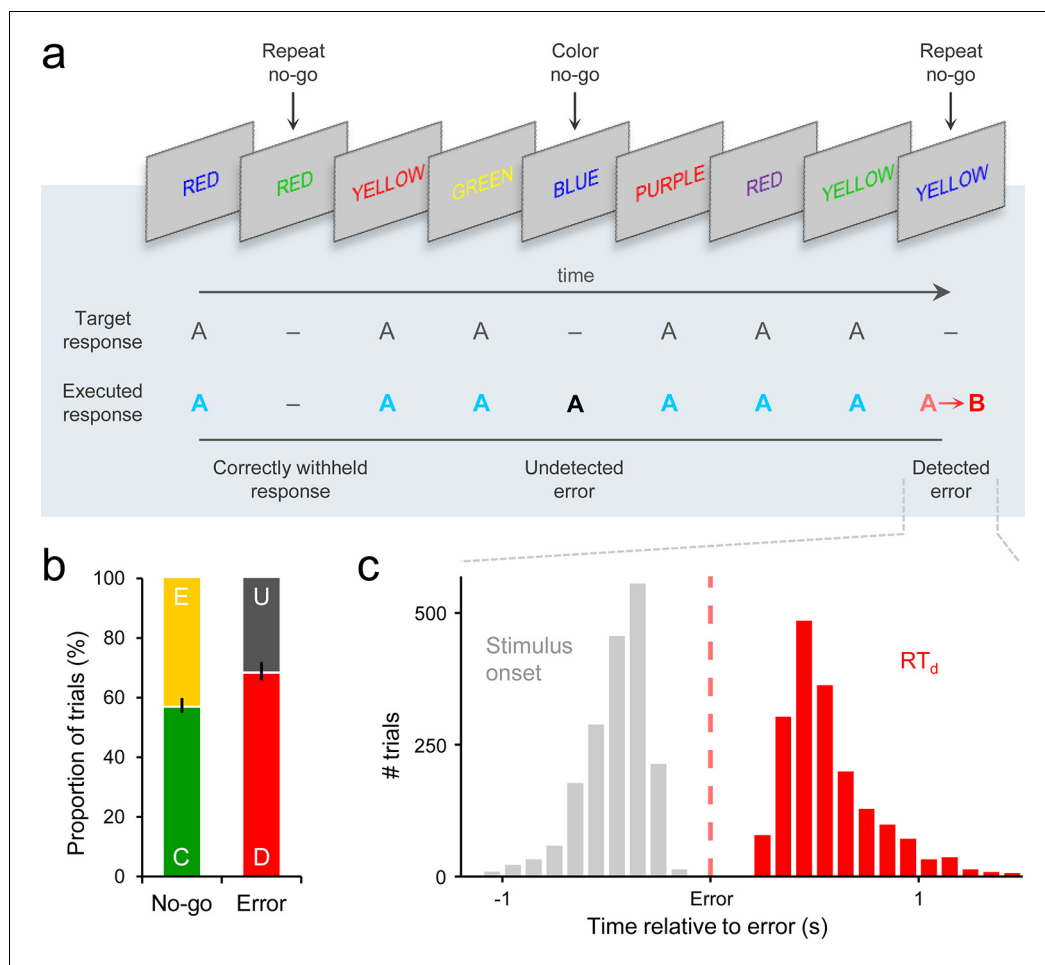 a
Repeat
no-go
Color
no-go
Repeat
no-go
RED
RED
YELLOW
GREEN
BLUE
PURPLE
RED
YELLOW
YELLOW
time
Target
response
A – A A – A A A –
Executed
response
A – A A A A A A A → B
Correctly withheld
response
Undetected
error
Detected
error
b
Proportion of trials (%)
100
80
60
40
20
0
E
C
U
D
No-go
Error
c
# trials
500
250
0
Stimulus
onset
RTd
-1
Error
1
Time relative to error (s)